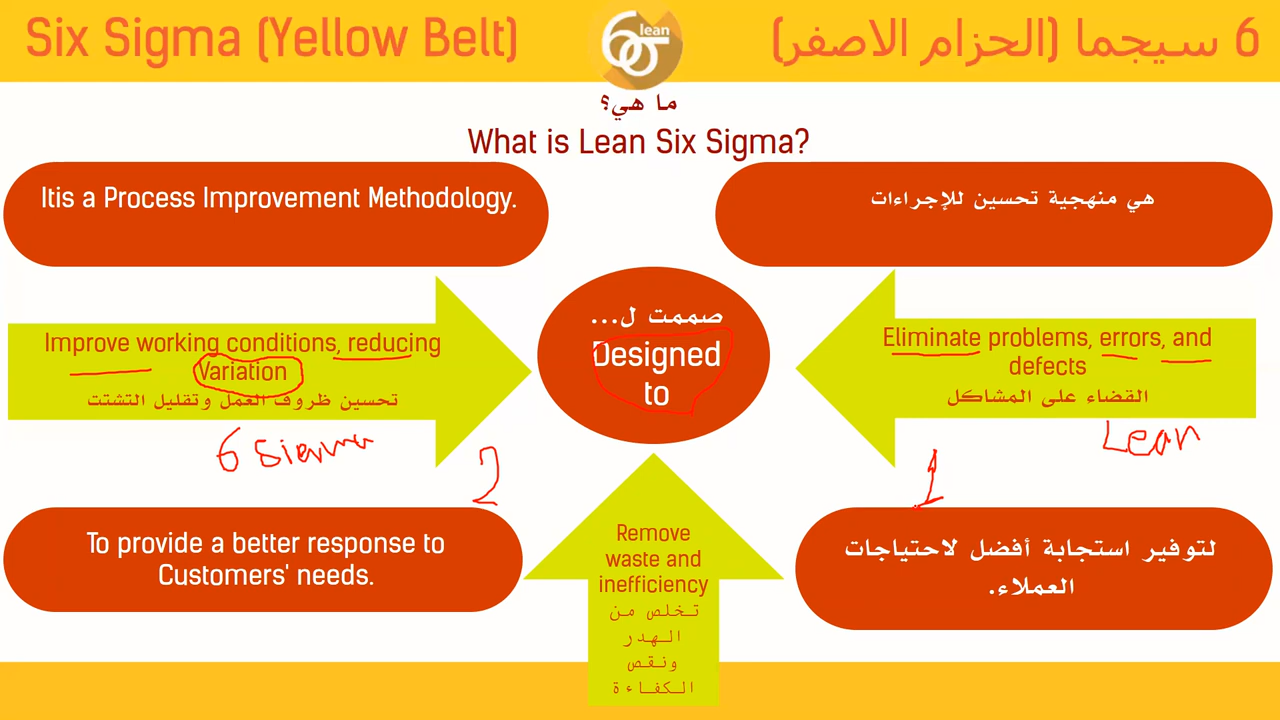 Six Sigma (Yellow Belt)
lean
6σ
6 سيجما (الحزام الاصفر)
ما هي؟
What is Lean Six Sigma?
Itis a Process Improvement Methodology.
هي منهجية تحسين للإجراءات
Improve working conditions, reducing
Variation
تحسين ظروف العمل وتقليل التشتت
صممت ل...
Designed
to
Eliminate problems, errors, and
defects
القضاء على المشاكل
6 Sigma
2
1
Lean
To provide a better response to
Customers' needs.
Remove
waste and
inefficiency
تخلص من
الهدر
ونقص
الكفاءة
لتوفير استجابة أفضل لاحتياجات
العملاء.